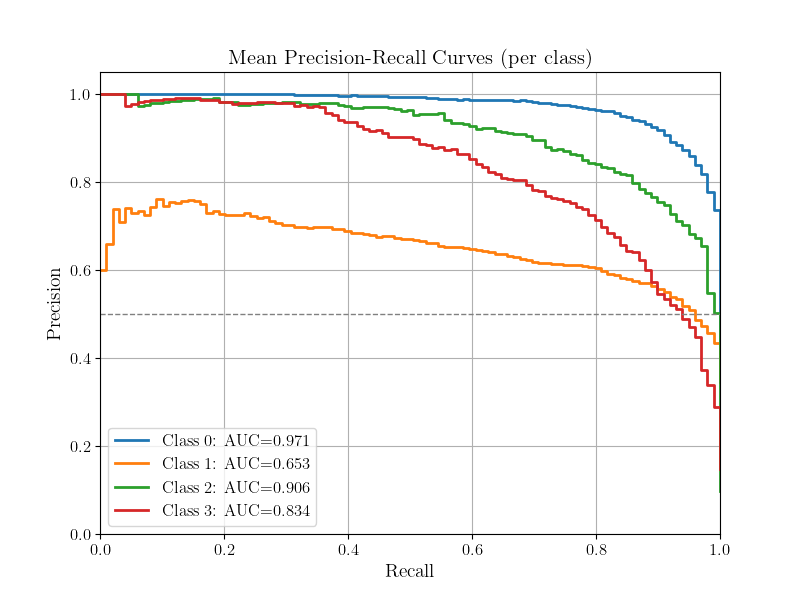 Mean Precision-Recall Curves (per class)
Precision
1.0
0.8
0.6
0.4
0.2
0.0
Class 0: AUC=0.971
Class 1: AUC=0.653
Class 2: AUC=0.906
Class 3: AUC=0.834
0.0 0.2 0.4 0.6 0.8 1.0
Recall